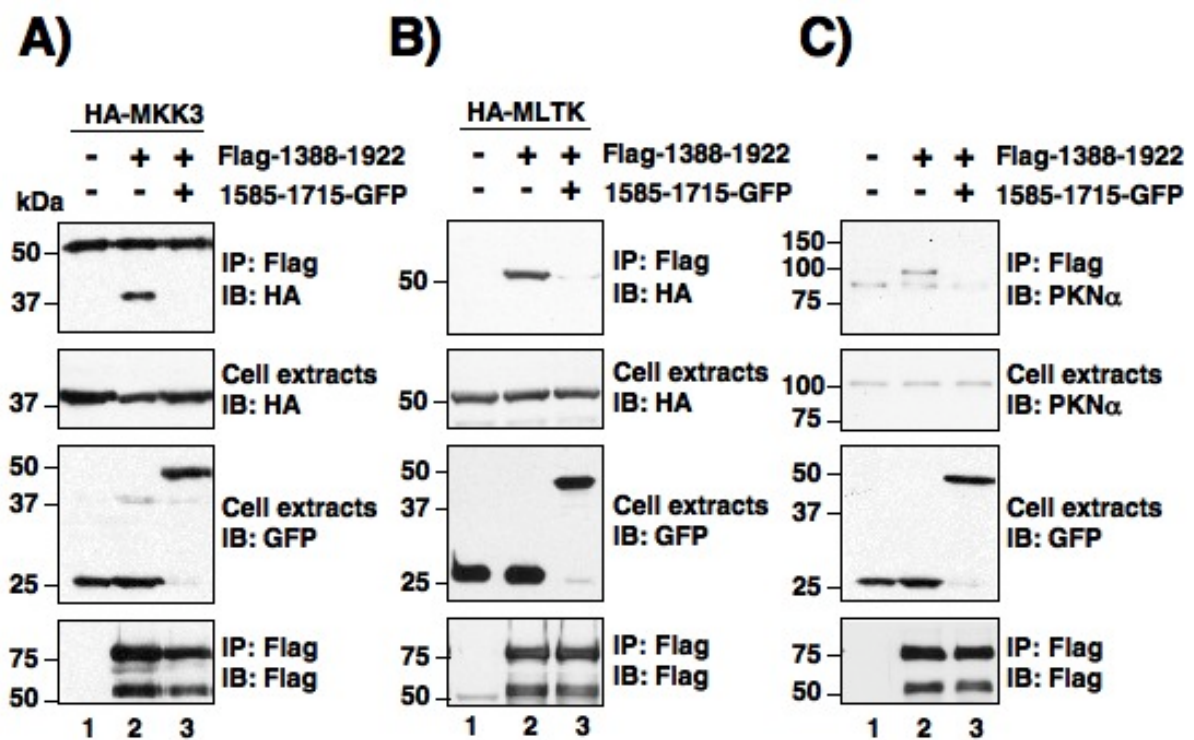 A)
HA-MKK3
- + + Flag-1388-1922
- - + 1585-1715-GFP
kDa
50
37
IP: Flag
IB: HA
37
Cell extracts
IB: HA
50
37
25
Cell extracts
IB: GFP
75
50
IP: Flag
IB: Flag
1 2 3
B)
HA-MLTK
- + + Flag-1388-1922
- - + 1585-1715-GFP
50
IP: Flag
IB: HA
50
Cell extracts
IB: HA
50
37
25
Cell extracts
IB: GFP
75
50
IP: Flag
IB: Flag
1 2 3
C)
- + + Flag-1388-1922
- - + 1585-1715-GFP
150
100
75
IP: Flag
IB: PKNα
100
75
Cell extracts
IB: PKNα
50
37
25
Cell extracts
IB: GFP
75
50
IP: Flag
IB: Flag
1 2 3